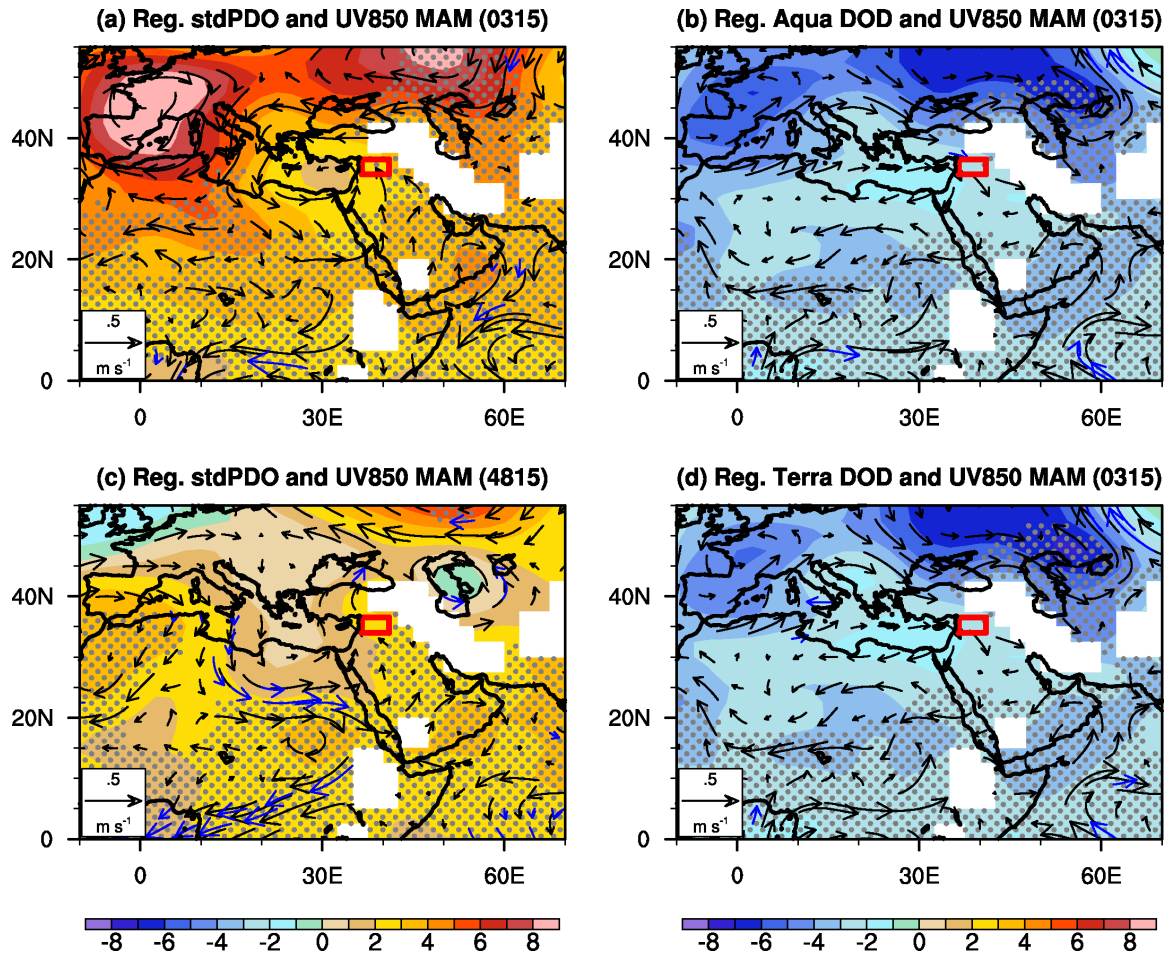 (a) Reg. stdPDO and UV850 MAM (0315)
40N
20N
0
.5
m s⁻¹
0 30E 60E
(b) Reg. Aqua DOD and UV850 MAM (0315)
40N
20N
0
.5
m s⁻¹
0 30E 60E
(c) Reg. stdPDO and UV850 MAM (4815)
40N
20N
0
.5
m s⁻¹
0 30E 60E
(d) Reg. Terra DOD and UV850 MAM (0315)
40N
20N
0
.5
m s⁻¹
0 30E 60E
-8 -6 -4 -2 0 2 4 6 8
-8 -6 -4 -2 0 2 4 6 8